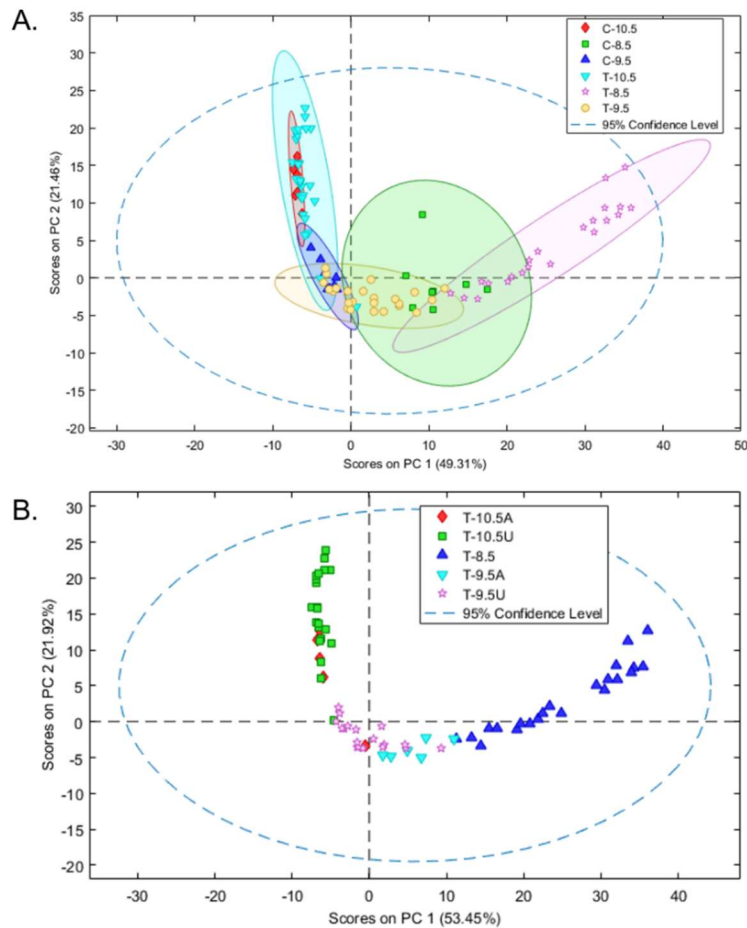 A.
C-10.5
C-8.5
C-9.5
T-10.5
T-8.5
T-9.5
95% Confidence Level
35
30
25
20
15
10
5
0
-5
-10
-15
-20
Scores on PC 2 (21.46%)
-30
-20
-10
0
10
20
30
40
50
Scores on PC 1 (49.31%)
B.
T-10.5A
T-10.5U
T-8.5
T-9.5A
T-9.5U
95% Confidence Level
30
25
20
15
10
5
0
-5
-10
-15
-20
Scores on PC 2 (21.92%)
-30
-20
-10
0
10
20
30
40
Scores on PC 1 (53.45%)